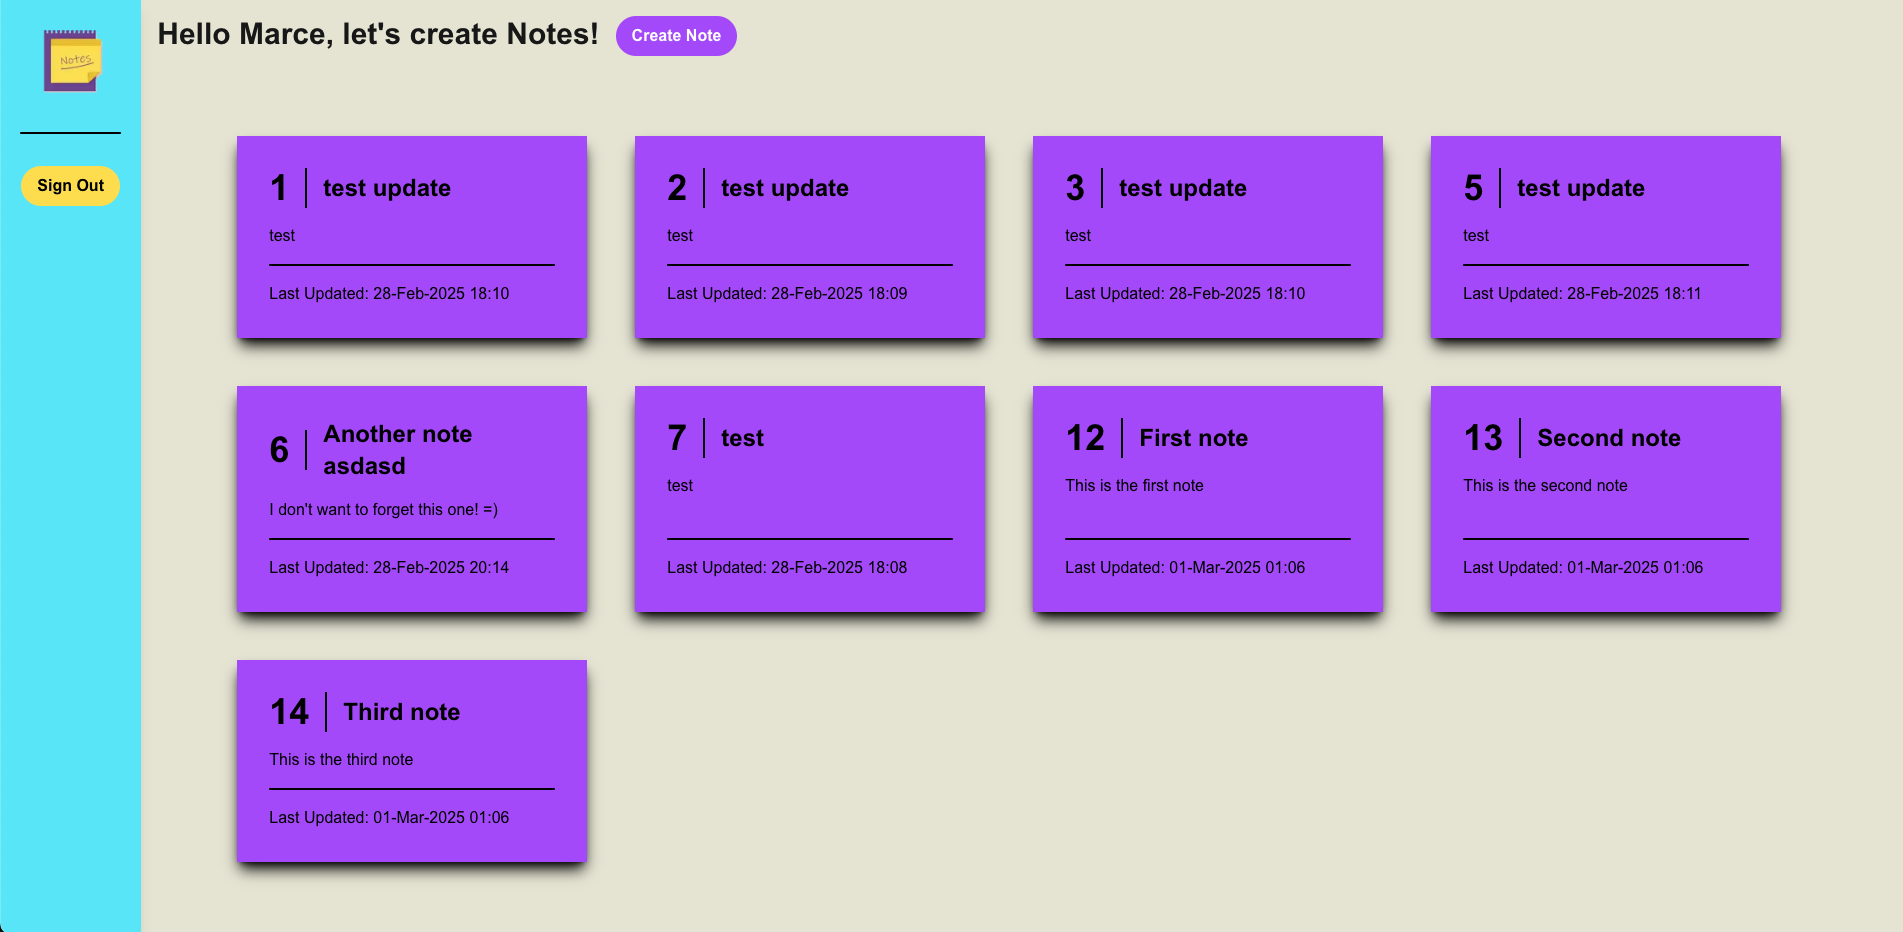 Notes
Hello Marce, let's create Notes!
Create Note
Sign Out
1
test update
test
Last Updated: 28-Feb-2025 18:10
2
test update
test
Last Updated: 28-Feb-2025 18:09
3
test update
test
Last Updated: 28-Feb-2025 18:10
5
test update
test
Last Updated: 28-Feb-2025 18:11
6
Another note
asdasd
I don't want to forget this one! =)
Last Updated: 28-Feb-2025 20:14
7
test
test
Last Updated: 28-Feb-2025 18:08
12
First note
This is the first note
Last Updated: 01-Mar-2025 01:06
13
Second note
This is the second note
Last Updated: 01-Mar-2025 01:06
14
Third note
This is the third note
Last Updated: 01-Mar-2025 01:06